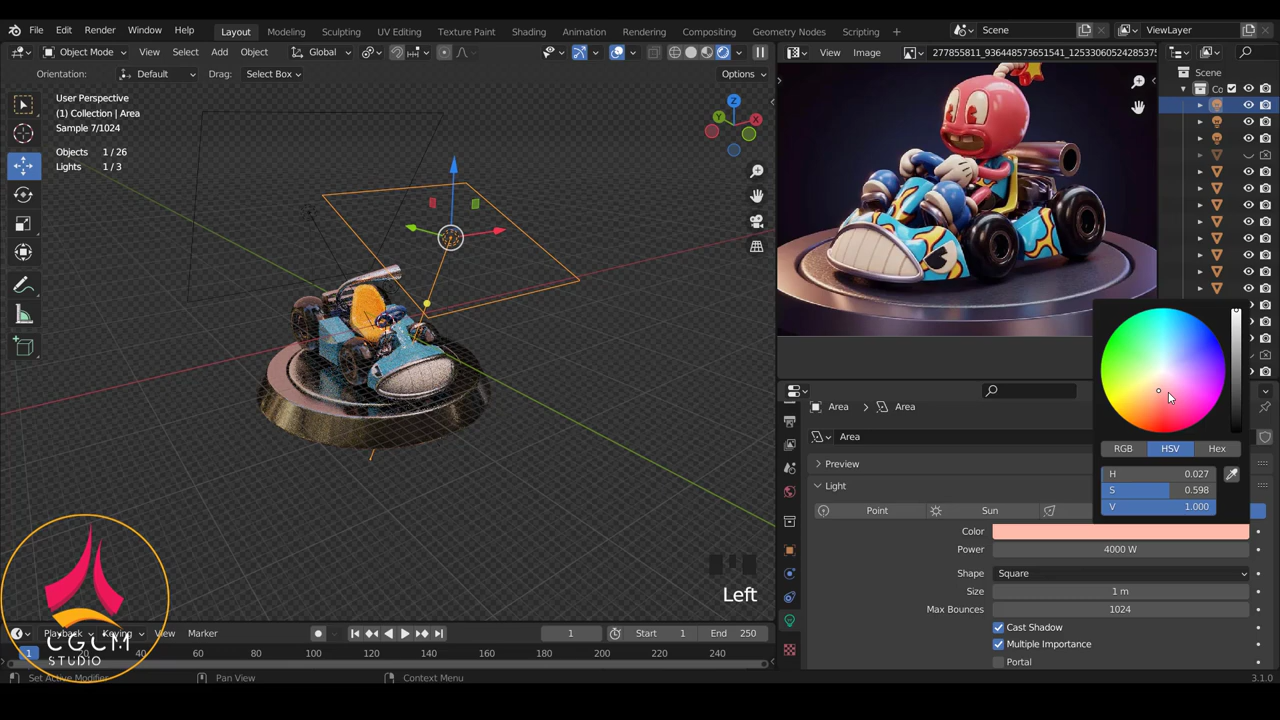 File Edit Render Window Help
Layout Modeling Sculpting UV Editing Texture Paint Shading Animation Rendering Compositing Geometry Nodes Scripting
Scene
ViewLayer
Object Mode View Select Add Object
Global
View Image
277855811_936448573651541_1253306052428537
Orientation: Default Drag: Select Box
Options
User Perspective
(1) Collection | Area
Sample 7/1024
Objects 1 / 26
Lights 1 / 3
Z
Y
X
Scene
Co
Area Area
Area
Preview
Light
Point
Sun
RGB HSV Hex
H 0.027
S 0.598
V 1.000
Color
Power 4000 W
Shape Square
Size 1 m
Max Bounces 1024
Cast Shadow
Multiple Importance
Portal
Left
CGCM
STUDIO
Playback Keying View Marker
1
Start 1
End 250
1 20 40 60 80 100 120 140 160 180 200 220 240
Set Active Modifier
Pan View
Context Menu
3.1.0